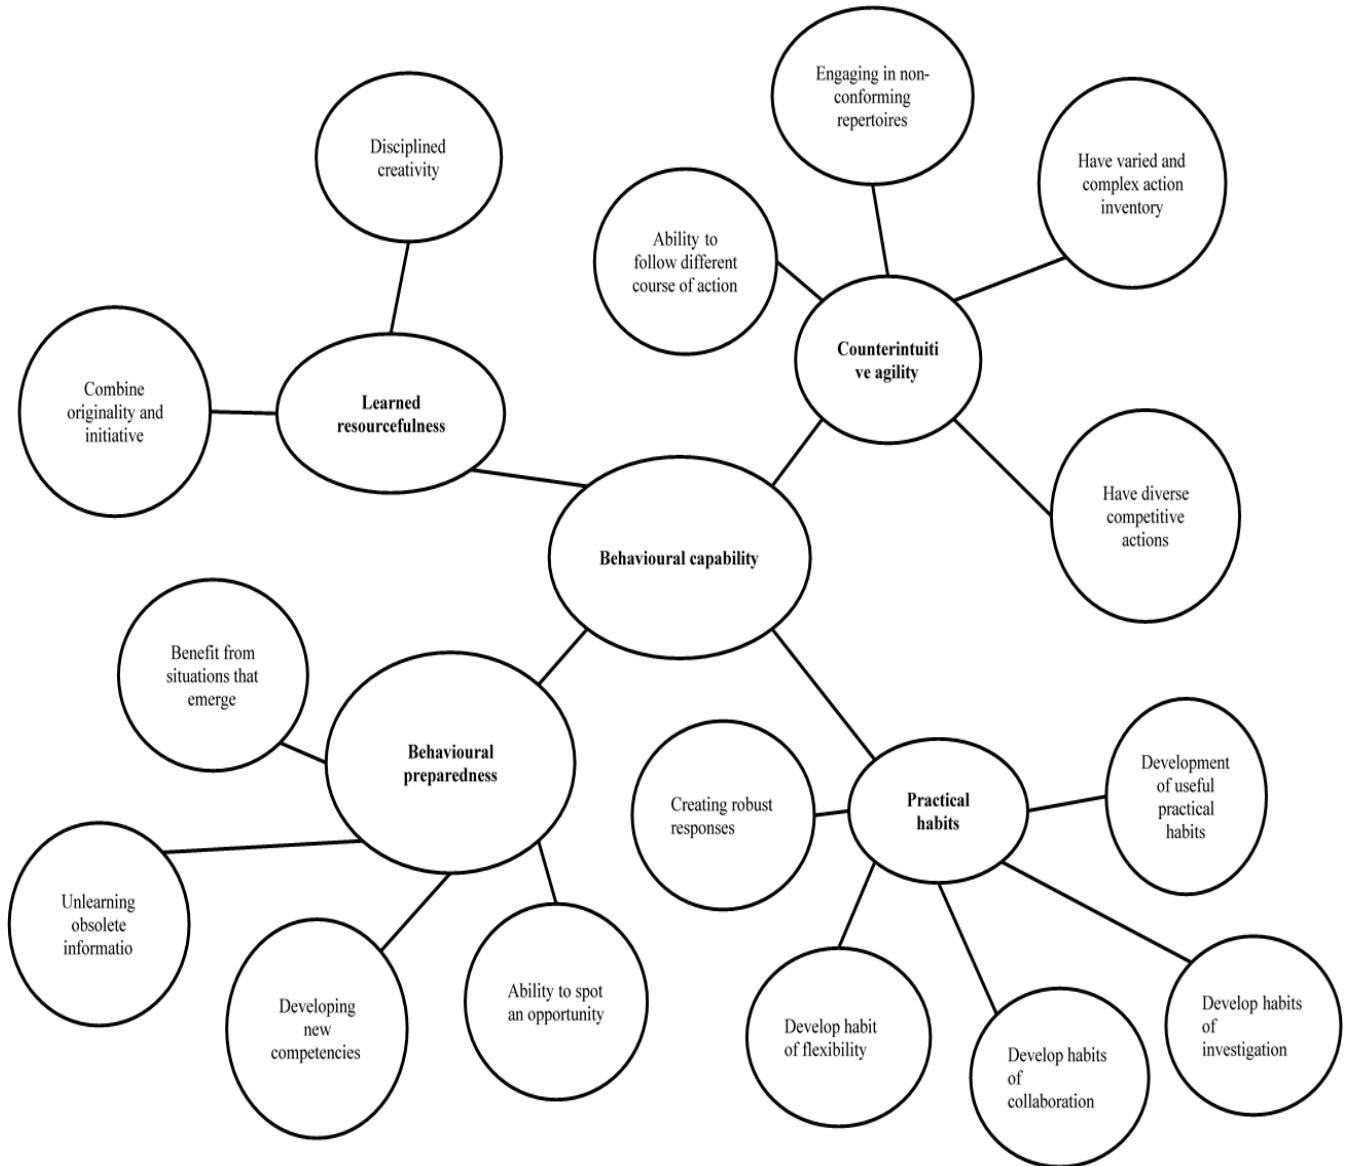 Engaging in non-
conforming
repertoires
Disciplined
creativity
Have varied and
complex action
inventory
Ability to
follow different
course of action
Counterintuiti
ve agility
Combine
originality and
initiative
Learned
resourcefulness
Have diverse
competitive
actions
Behavioural capability
Benefit from
situations that
emerge
Behavioural
preparedness
Creating robust
responses
Practical
habits
Development
of useful
practical
habits
Unlearning
obsolete
informatio
Developing
new
competencies
Ability to spot
an opportunity
Develop habit
of flexibility
Develop habits
of
collaboration
Develop habits
of
investigation